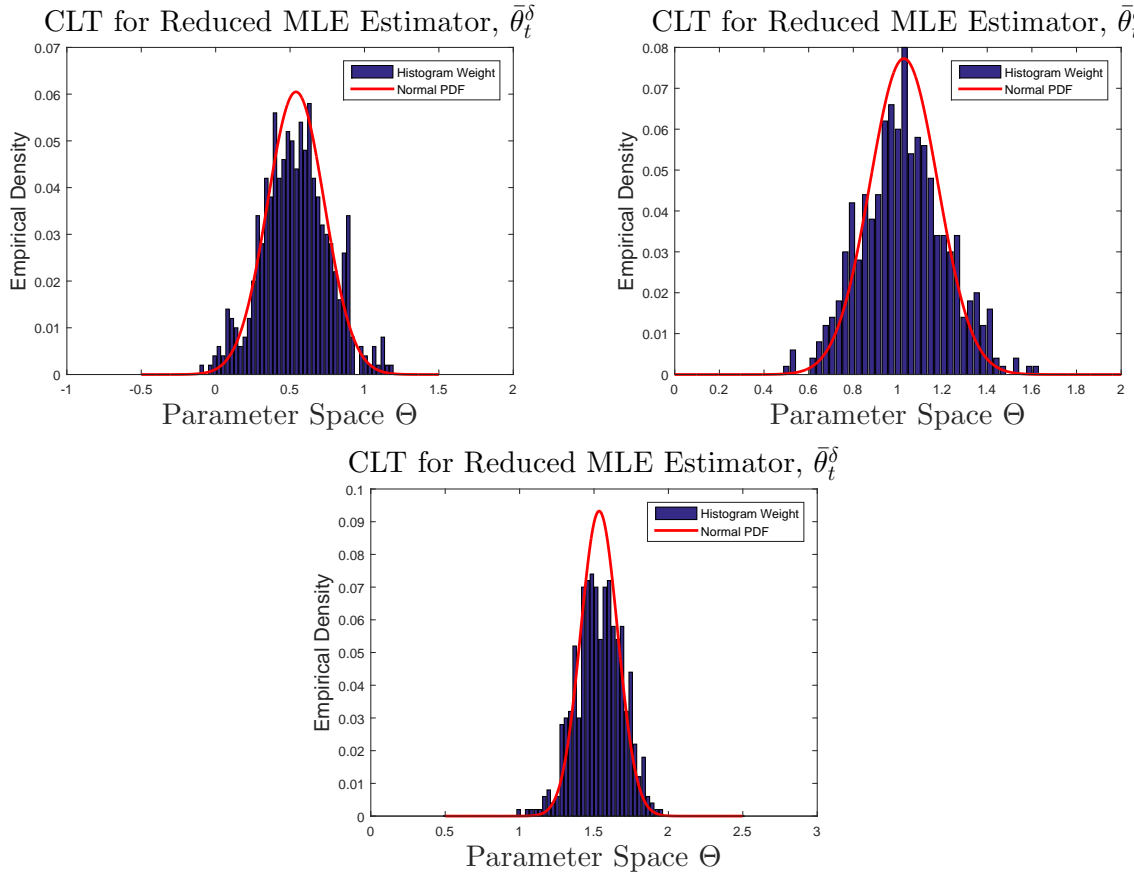 CLT for Reduced MLE Estimator, θ̄ₜ^δ
0.07
0.06
0.05
0.04
0.03
0.02
0.01
0
Empirical Density
Histogram Weight
Normal PDF
-1 -0.5 0 0.5 1 1.5 2
Parameter Space Θ
CLT for Reduced MLE Estimator, θ̄ₜ
0.08
0.07
0.06
0.05
0.04
0.03
0.02
0.01
0
Empirical Density
Histogram Weight
Normal PDF
0 0.2 0.4 0.6 0.8 1 1.2 1.4 1.6 1.8 2
Parameter Space Θ
CLT for Reduced MLE Estimator, θ̄ₜ^δ
0.1
0.09
0.08
0.07
0.06
0.05
0.04
0.03
0.02
0.01
0
Empirical Density
Histogram Weight
Normal PDF
0 0.5 1 1.5 2 2.5 3
Parameter Space Θ